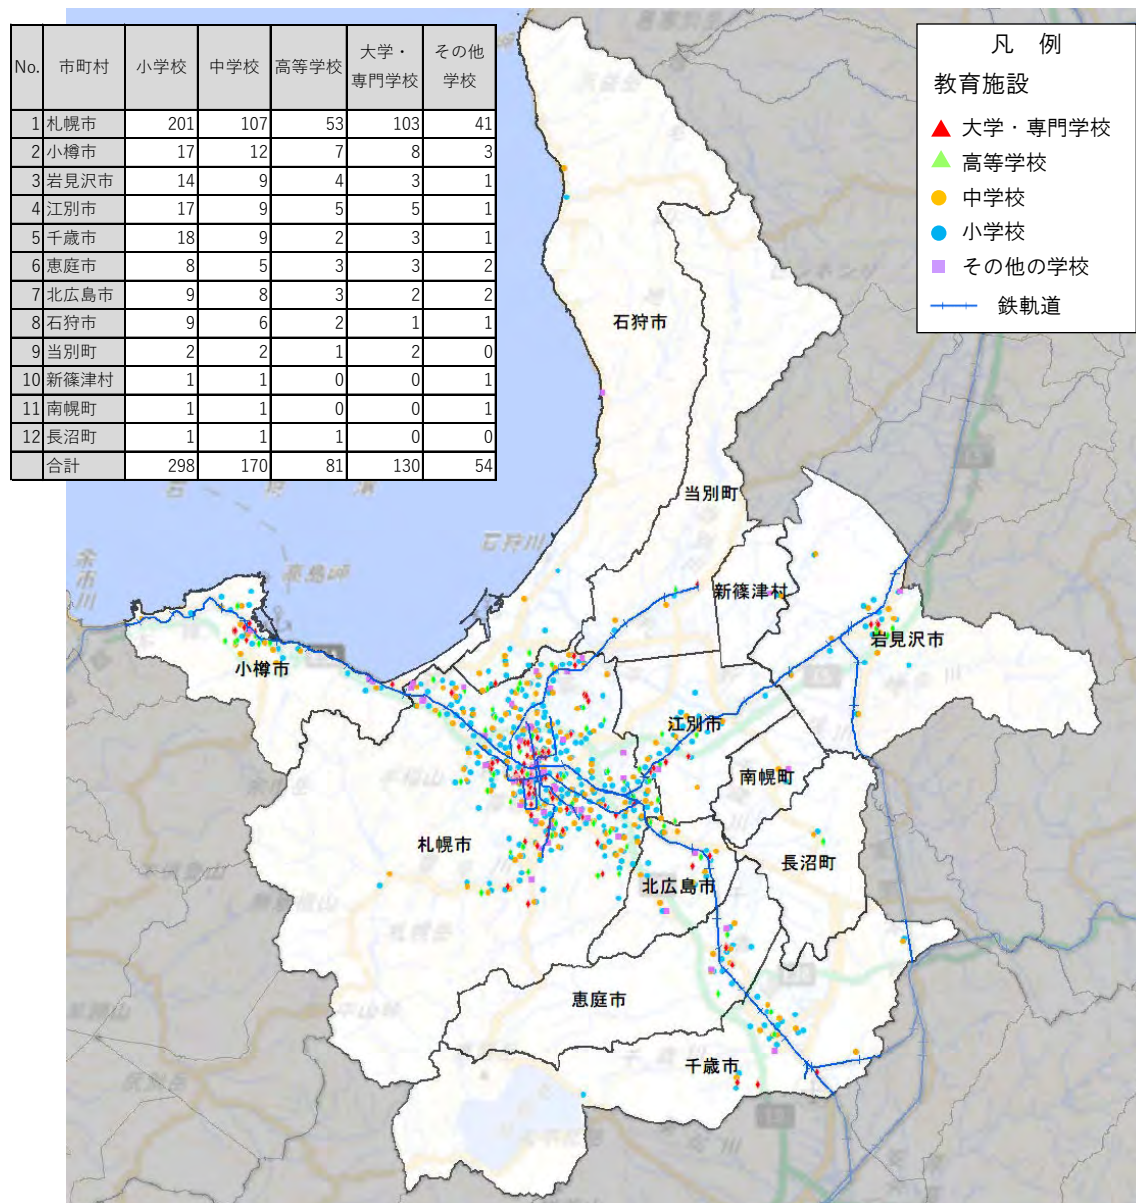 No. 市町村 小学校 中学校 高等学校 大学・専門学校 その他学校
1 札幌市 201 107 53 103 41
2 小樽市 17 12 7 8 3
3 岩見沢市 14 9 4 3 1
4 江別市 17 9 5 5 1
5 千歳市 18 9 2 3 1
6 恵庭市 8 5 3 3 2
7 北広島市 9 8 3 2 2
8 石狩市 9 6 2 1 1
9 当別町 2 2 1 2 0
10 新篠津村 1 1 0 0 1
11 南幌町 1 1 0 0 1
12 長沼町 1 1 1 0 0
合計 298 170 81 130 54
凡 例
教育施設
大学・専門学校
高等学校
中学校
小学校
その他の学校
鉄軌道
石狩市
当別町
石狩川
余市川
高島岬
新篠津村
岩見沢市
小樽市
江別市
南幌町
札幌市
長沼町
北広島市
恵庭市
千歳市